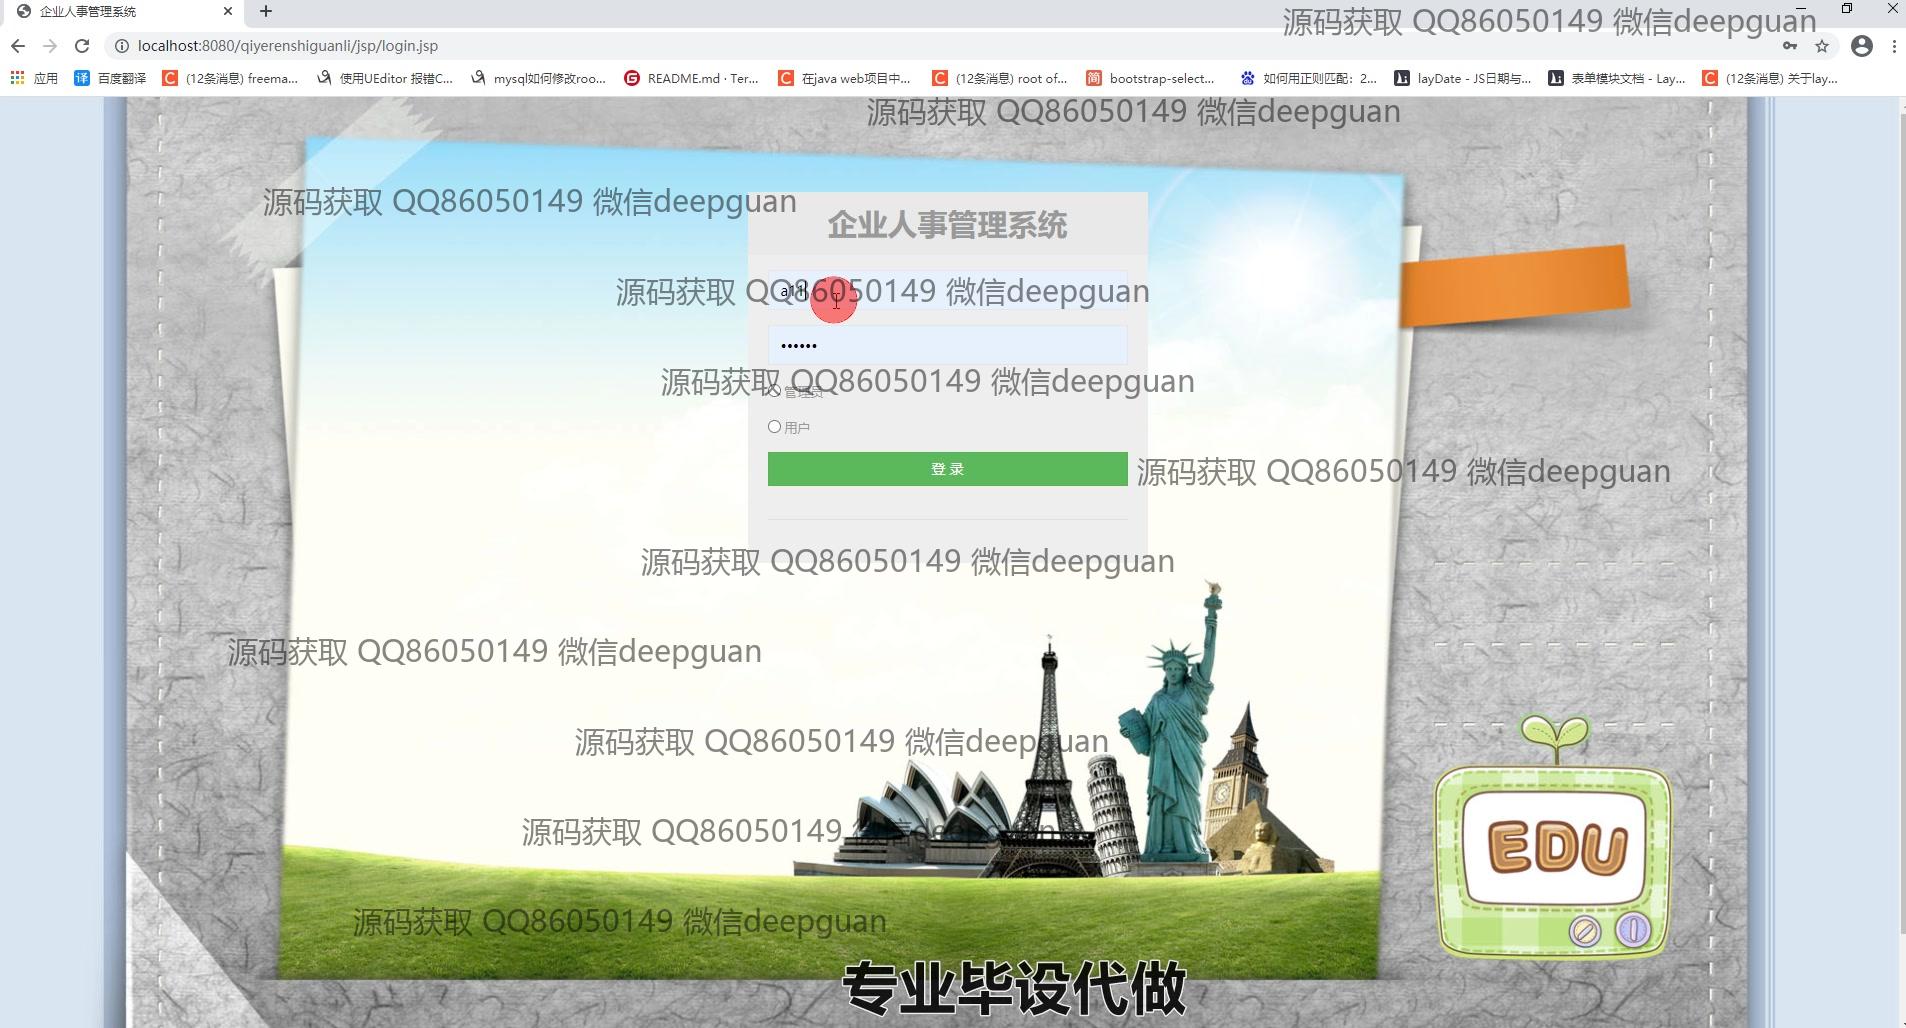 企业人事管理系统
源码获取 QQ86050149 微信deepguan
localhost:8080/qiyerenshiguanli/jsp/login.jsp
应用
译 百度翻译
C (12条消息) freema...
使用UEditor 报错C...
mysql如何修改roo...
README.md · Ter...
C 在java web项目中...
C (12条消息) root of...
简 bootstrap-select...
如何用正则匹配：2...
layDate - JS日期与...
表单模块文档 - Lay...
C (12条消息) 关于lay...
源码获取 QQ86050149 微信deepguan
源码获取 QQ86050149 微信deepguan
企业人事管理系统
源码获取 QQ86050149 微信deepguan
a11
源码获取 QQ86050149 微信deepguan
管理员
用户
登录
源码获取 QQ86050149 微信deepguan
源码获取 QQ86050149 微信deepguan
源码获取 QQ86050149 微信deepguan
源码获取 QQ86050149 微信deepguan
源码获取 QQ86050149 微信deepguan
EDU
源码获取 QQ86050149 微信deepguan
专业毕设代做